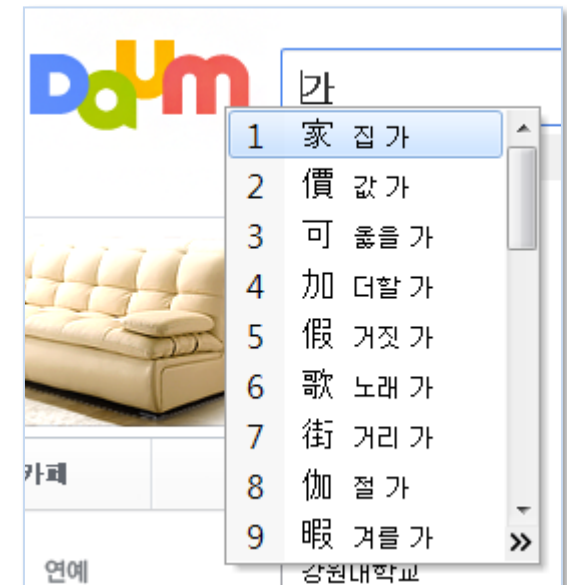 Daum
가
1 家 집 가
2 價 값 가
3 可 옳을 가
4 加 더할 가
5 假 거짓 가
6 歌 노래 가
7 街 거리 가
8 伽 절 가
9 暇 겨를 가
카페
연예
강원대학교